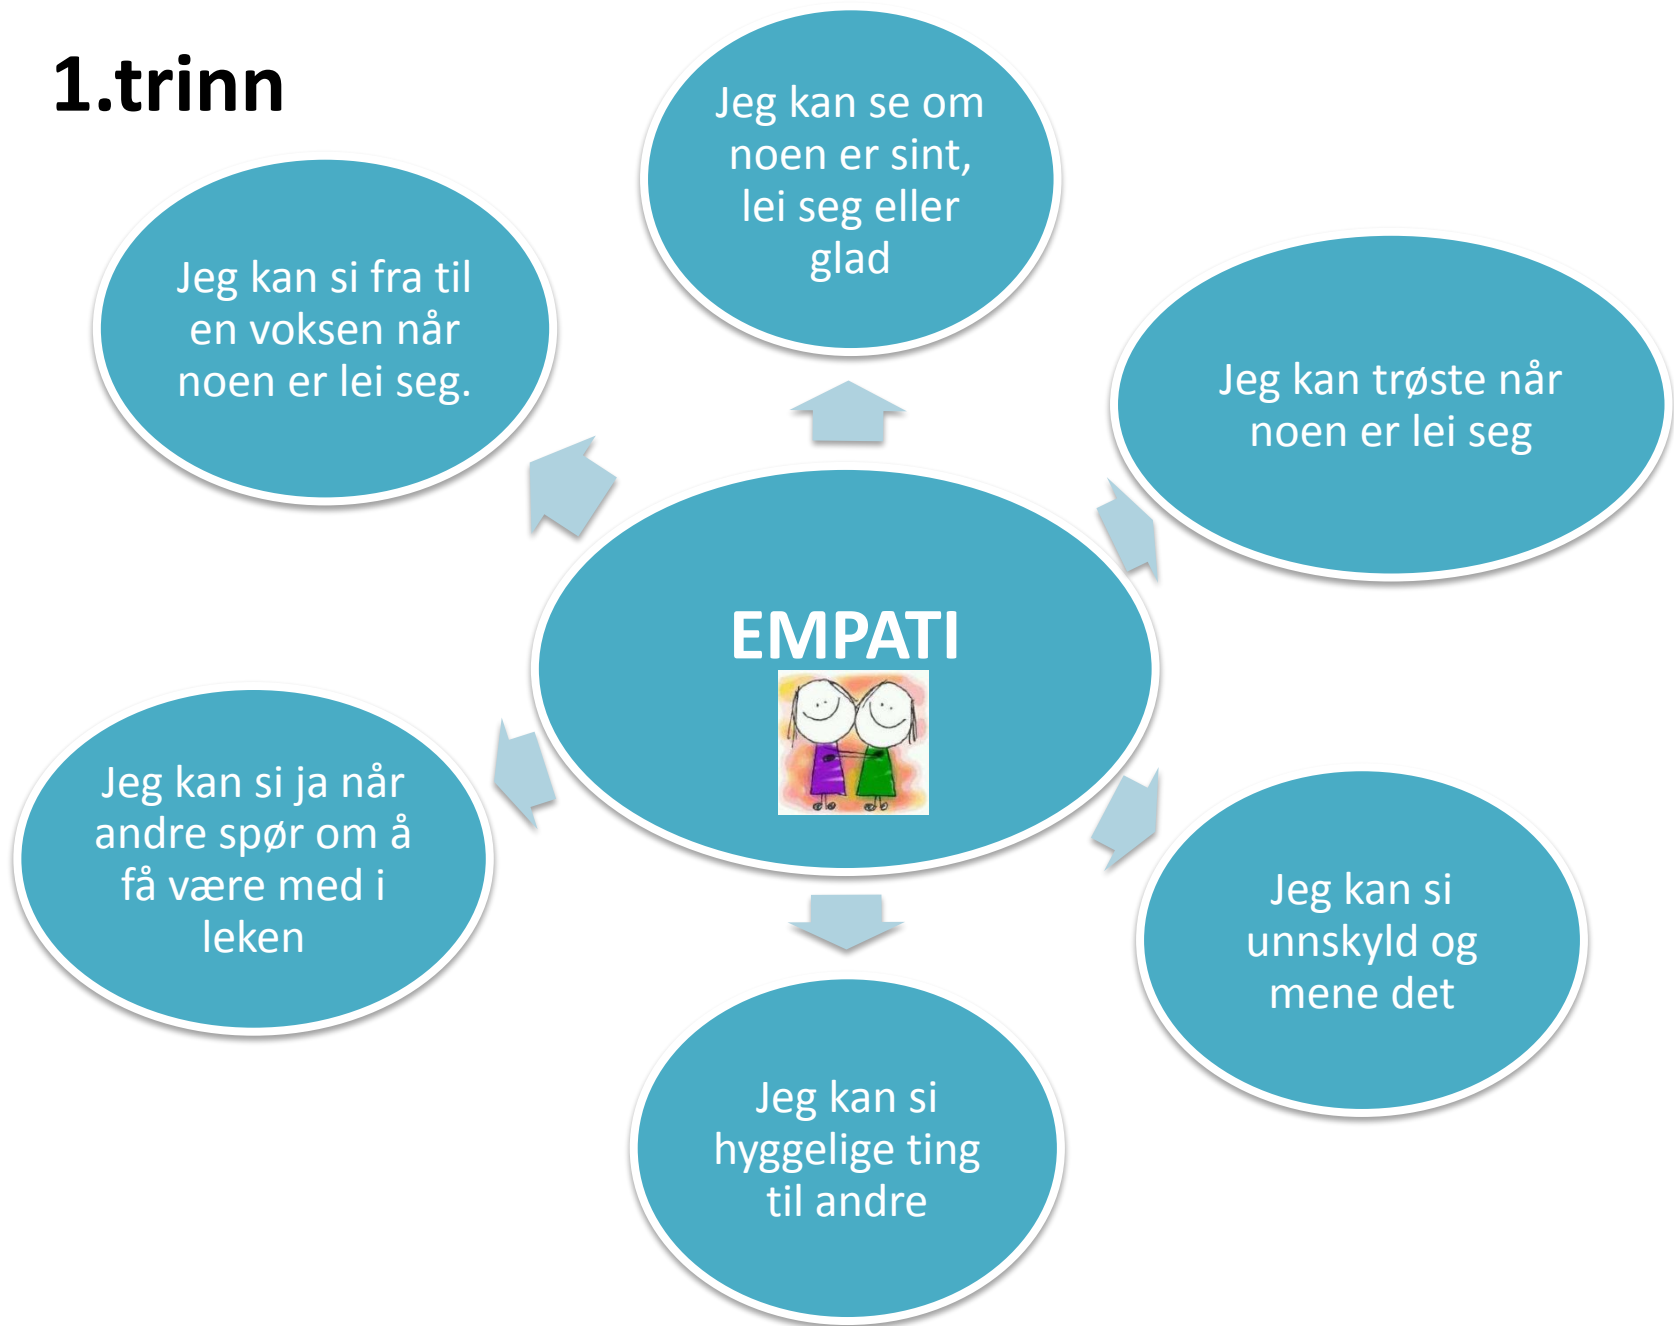 1.trinn
Jeg kan se om
noen er sint,
lei seg eller
glad
Jeg kan si fra til
en voksen når
noen er lei seg.
Jeg kan trøste når
noen er lei seg
EMPATI
Jeg kan si ja når
andre spør om å
få være med i
leken
Jeg kan si
unnskyld og
mene det
Jeg kan si
hyggelige ting
til andre